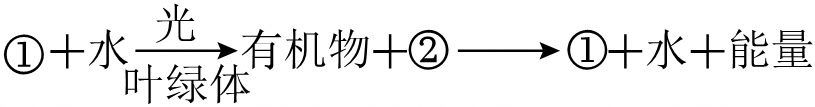 ①+水 光 叶绿体 → 有机物+② → ①+水+能量